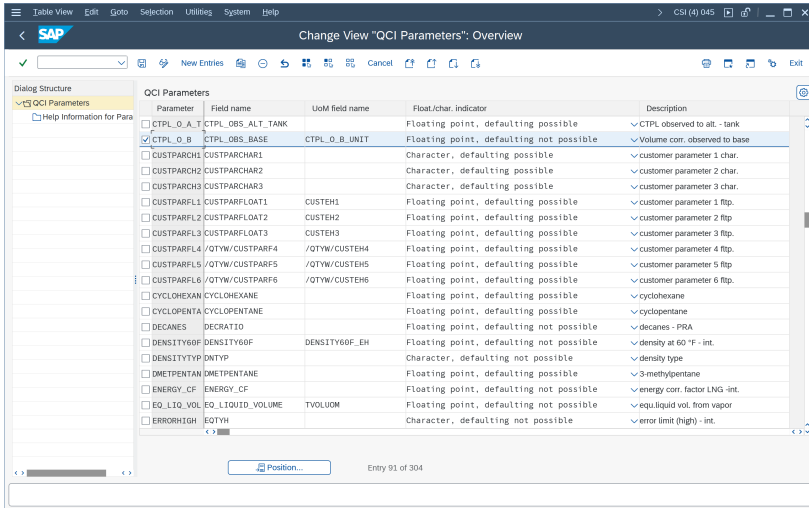 Table View Edit Goto Selection Utilities System Help CSI (4) 045
SAP Change View "QCI Parameters": Overview
New Entries Cancel Exit
Dialog Structure
QCI Parameters
Help Information for Para
QCI Parameters
Parameter Field name UoM field name Float./char. indicator Description
CTPL_O_A_T CTPL_OBS_ALT_TANK Floating point, defaulting possible CTPL observed to alt. - tank
CTPL_O_B CTPL_OBS_BASE CTPL_O_B_UNIT Floating point, defaulting not possible Volume corr. observed to base
CUSTPARCH1 CUSTPARCHAR1 Character, defaulting possible customer parameter 1 char.
CUSTPARCH2 CUSTPARCHAR2 Character, defaulting possible customer parameter 2 char.
CUSTPARCH3 CUSTPARCHAR3 Character, defaulting possible customer parameter 3 char.
CUSTPARFL1 CUSTPARFLOAT1 CUSTEH1 Floating point, defaulting possible customer parameter 1 fltp.
CUSTPARFL2 CUSTPARFLOAT2 CUSTEH2 Floating point, defaulting possible customer parameter 2 fltp
CUSTPARFL3 CUSTPARFLOAT3 CUSTEH3 Floating point, defaulting possible customer parameter 3 fltp.
CUSTPARFL4 /QTYW/CUSTPARF4 /QTYW/CUSTEH4 Floating point, defaulting possible customer parameter 4 fltp.
CUSTPARFL5 /QTYW/CUSTPARF5 /QTYW/CUSTEH5 Floating point, defaulting possible customer parameter 5 fltp
CUSTPARFL6 /QTYW/CUSTPARF6 /QTYW/CUSTEH6 Floating point, defaulting possible customer parameter 6 fltp.
CYCLOHEXAN CYCLOHEXANE Floating point, defaulting possible cyclohexane
CYCLOPENTA CYCLOPENTANE Floating point, defaulting possible cyclopentane
DECANES DECRATIO Floating point, defaulting not possible decanes - PRA
DENSITY60F DENSITY60F DENSITY60F_EH Floating point, defaulting not possible density at 60 °F - int.
DENSITYTYP DNTYP Character, defaulting not possible density type
DMETPENTAN DMETPENTANE Floating point, defaulting possible 3-methylpentane
ENERGY_CF ENERGY_CF Floating point, defaulting not possible energy corr. factor LNG -int.
EQ_LIQ_VOL EQ_LIQUID_VOLUME TVOLUOM Floating point, defaulting not possible equ.liquid vol. from vapor
ERRORHIGH EQTYH Character, defaulting not possible error limit (high) - int.
Position... Entry 91 of 304